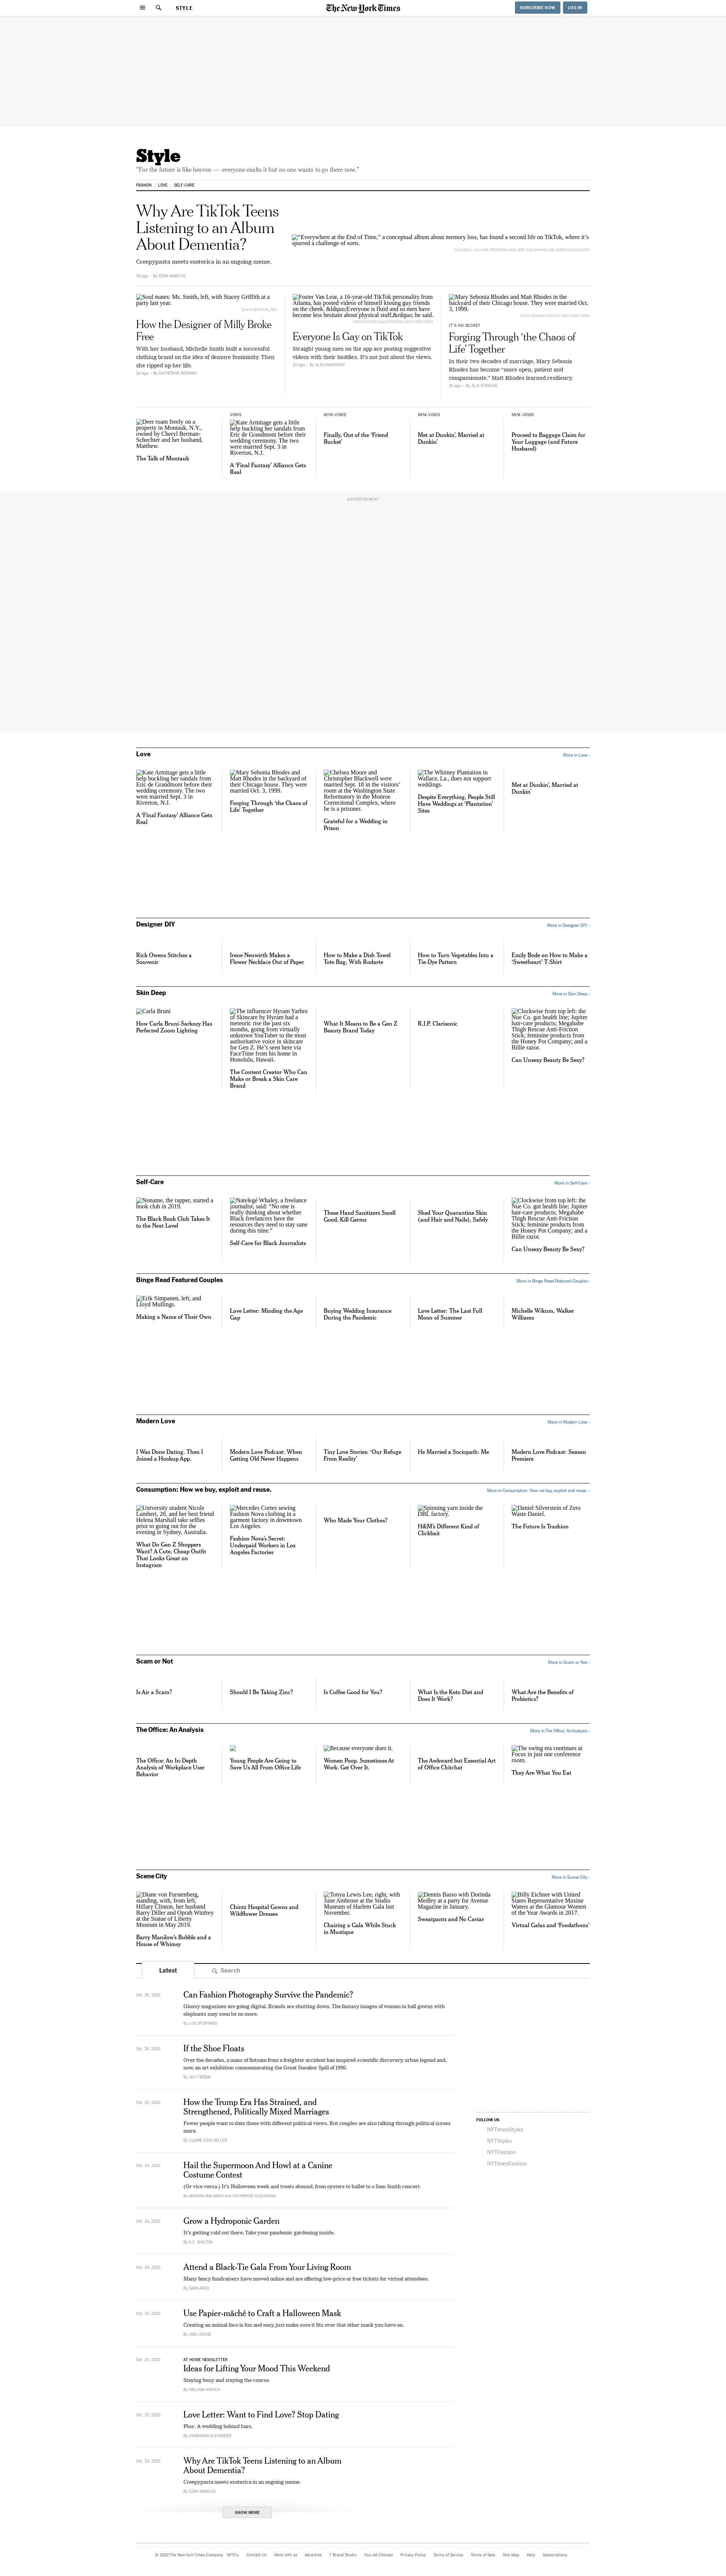 STYLE
The New York Times
SUBSCRIBE NOW
LOG IN
Style
“For the future is like heaven — everyone exalts it but no one wants to go there now.”
FASHION
LOVE
SELF-CARE
Why Are TikTok Teens
Listening to an Album
About Dementia?
Creepypasta meets esoterica in an ongoing meme.
3d ago · By EZRA MARCUS
“Everywhere at the End of Time,” a conceptual album about memory loss, has found a second life on TikTok, where it’s
spurred a challenge of sorts.
Soul mates: Ms. Smith, left, with Stacey Griffith at a
party last year.
How the Designer of Milly Broke
Free
With her husband, Michelle Smith built a successful
clothing brand on the idea of demure femininity. Then
she ripped up her life.
2d ago · By KATHERINE ROSMAN
Foster Van Lear, a 16-year-old TikTok personality from
Atlanta, has posted videos of himself kissing guy friends
on the cheek. &ldquo;Everyone is fluid and so men have
become less hesitant about physical stuff,&rdquo; he said.
Everyone Is Gay on TikTok
Straight young men on the app are posting suggestive
videos with their buddies. It’s not just about the views.
2d ago · By ALEX HAWGOOD
Mary Sebonia Rhodes and Matt Rhodes in the
backyard of their Chicago house. They were married Oct.
3, 1999.
IT’S NO SECRET
Forging Through ‘the Chaos
of Life’ Together
In their two decades of marriage, Mary Sebonia
Rhodes has become “more open, patient and
compassionate.” Matt Rhodes learned resiliency.
2d ago · By ALIX STRAUSS
Deer roam freely on a
property in Montauk, N.Y.,
owned by Cheryl Berman-
Schechter and her husband,
Matthew.
The Talk of Montauk
VOWS
Kate Armitage gets a little
help buckling her sandals from
Eric de Grandmont before their
wedding ceremony. The two
were married Sept. 3 in
Riverton, N.J.
A ‘Final Fantasy’ Alliance Gets
Real
MINI-VOWS
Finally, Out of the ‘Friend
Bucket’
MINI-VOWS
Met at Dunkin’, Married at
Dunkin’
MINI-VOWS
Proceed to Baggage Claim for
Your Luggage (and Future
Husband)
ADVERTISEMENT
Love
More in Love ›
Kate Armitage gets a little
help buckling her sandals from
Eric de Grandmont before their
wedding ceremony. The two
were married Sept. 3 in
Riverton, N.J.
A ‘Final Fantasy’ Alliance Gets
Real
Mary Sebonia Rhodes and
Matt Rhodes in the backyard of
their Chicago house. They were
married Oct. 3, 1999.
Forging Through ‘the Chaos of
Life’ Together
Chelsea Moore and
Christopher Blackwell were
married Sept. 18 in the visitors’
room at the Washington State
Reformatory in the Monroe
Correctional Complex, where
he is a prisoner.
Grateful for a Wedding in
Prison
The Whitney Plantation in
Wallace, La., does not support
weddings.
Despite Everything, People Still
Have Weddings at ‘Plantation’
Sites
Met at Dunkin’, Married at
Dunkin’
Designer DIY
More in Designer DIY ›
Rick Owens Stitches a
Souvenir
Irene Neuwirth Makes a
Flower Necklace Out of Paper
How to Make a Dish Towel
Tote Bag, With Rodarte
How to Turn Vegetables Into a
Tie-Dye Pattern
Emily Bode on How to Make a
‘Sweetheart’ T-Shirt
Skin Deep
More in Skin Deep ›
Carla Bruni
How Carla Bruni-Sarkozy Has
Perfected Zoom Lighting
The influencer Hyram Yarbro
of Skincare by Hyram had a
meteoric rise the past six
months, going from virtually
unknown YouTuber to the most
authoritative voice in skincare
for Gen Z. He’s seen here via
FaceTime from his home in
Honolulu, Hawaii.
The Content Creator Who Can
Make or Break a Skin Care
Brand
What It Means to Be a Gen Z
Beauty Brand Today
R.I.P. Clarisonic
Clockwise from top left: the
Nue Co. gut health line; Jupiter
hair-care products; Megababe
Thigh Rescue Anti-Friction
Stick; feminine products from
the Honey Pot Company; and a
Billie razor.
Can Unsexy Beauty Be Sexy?
Self-Care
More in Self-Care ›
Noname, the rapper, started a
book club in 2019.
The Black Book Club Takes It
to the Next Level
Natelegé Whaley, a freelance
journalist, said: “No one is
really thinking about whether
Black freelancers have the
resources they need to stay sane
during this time.”
Self-Care for Black Journalists
These Hand Sanitizers Smell
Good, Kill Germs
Shed Your Quarantine Skin
(and Hair and Nails), Safely
Clockwise from top left: the
Nue Co. gut health line; Jupiter
hair-care products; Megababe
Thigh Rescue Anti-Friction
Stick; feminine products from
the Honey Pot Company; and a
Billie razor.
Can Unsexy Beauty Be Sexy?
Binge Read Featured Couples
More in Binge Read Featured Couples ›
Erik Simpanen, left, and
Lloyd Mullings.
Making a Name of Their Own
Love Letter: Minding the Age
Gap
Buying Wedding Insurance
During the Pandemic
Love Letter: The Last Full
Moon of Summer
Michelle Wikum, Walker
Williams
Modern Love
More in Modern Love ›
I Was Done Dating. Then I
Joined a Hookup App.
Modern Love Podcast: When
Getting Old Never Happens
Tiny Love Stories: ‘Our Refuge
From Reality’
He Married a Sociopath: Me
Modern Love Podcast: Season
Premiere
Consumption: How we buy, exploit and reuse.
More in Consumption: How we buy, exploit and reuse. ›
University student Nicole
Lambert, 20, and her best friend
Helena Marshall take selfies
prior to going out for the
evening in Sydney, Australia.
What Do Gen Z Shoppers
Want? A Cute, Cheap Outfit
That Looks Great on
Instagram
Mercedes Cortes sewing
Fashion Nova clothing in a
garment factory in downtown
Los Angeles.
Fashion Nova’s Secret:
Underpaid Workers in Los
Angeles Factories
Who Made Your Clothes?
Spinning yarn inside the
DBL factory.
H&M’s Different Kind of
Clickbait
Daniel Silverstein of Zero
Waste Daniel.
The Future Is Trashion
Scam or Not
More in Scam or Not ›
Is Air a Scam?
Should I Be Taking Zinc?
Is Coffee Good for You?
What Is the Keto Diet and
Does It Work?
What Are the Benefits of
Probiotics?
The Office: An Analysis
More in The Office: An Analysis ›
The Office: An In-Depth
Analysis of Workplace User
Behavior
Young People Are Going to
Save Us All From Office Life
Because everyone does it.
Women Poop. Sometimes At
Work. Get Over It.
The Awkward but Essential Art
of Office Chitchat
The swing era continues at
Focus in just one conference
room.
They Are What You Eat
Scene City
More in Scene City ›
Diane von Furstenberg,
standing, with, from left,
Hillary Clinton, her husband
Barry Diller and Oprah Winfrey
at the Statue of Liberty
Museum in May 2019.
Barry Manilow’s Bubble and a
House of Whimsy
Chintz Hospital Gowns and
Wildflower Dresses
Tonya Lewis Lee, right, with
June Ambrose at the Studio
Museum of Harlem Gala last
November.
Chairing a Gala While Stuck
in Mustique
Dennis Basso with Dorinda
Medley at a party for Avenue
Magazine in January.
Sweatpants and No Caviar
Billy Eichner with United
States Representative Maxine
Waters at the Glamour Women
of the Year Awards in 2017.
Virtual Galas and ‘Foodathons’
Latest
Search
Oct. 26, 2020
Can Fashion Photography Survive the Pandemic?
Glossy magazines are going digital. Brands are shutting down. The fantasy images of women in ball gowns with
elephants may soon be no more.
By LOU STOPPARD
Oct. 26, 2020
If the Shoe Floats
Over the decades, a mass of flotsam from a freighter accident has inspired scientific discovery, urban legend and,
now, an art exhibition commemorating the Great Sneaker Spill of 1990.
By GUY TREBAY
Oct. 26, 2020
How the Trump Era Has Strained, and
Strengthened, Politically Mixed Marriages
Fewer people want to date those with different political views. But couples are also talking through political issues
more.
By CLAIRE CAIN MILLER
Oct. 24, 2020
Hail the Supermoon And Howl at a Canine
Costume Contest
(Or vice versa.) It’s Halloween week and treats abound, from oysters to ballet to a Sam Smith concert.
By ADRIANA BALSAMO and KATHERINE CUSUMANO
Oct. 24, 2020
Grow a Hydroponic Garden
It’s getting cold out there. Take your pandemic gardening inside.
By A.C. SHILTON
Oct. 24, 2020
Attend a Black-Tie Gala From Your Living Room
Many fancy fundraisers have moved online and are offering low-price or free tickets for virtual attendees.
By SARA ARIDI
Use Papier-mâché to Craft a Halloween Mask
Creating an animal face is fun and easy, just make sure it fits over that other mask you have on.
By JODI LEVINE
Oct. 23, 2020
AT HOME NEWSLETTER
Ideas for Lifting Your Mood This Weekend
Staying busy and staying the course.
By MELISSA KIRSCH
Oct. 23, 2020
Love Letter: Want to Find Love? Stop Dating
Plus: A wedding behind bars.
By CHARANNA ALEXANDER
Oct. 23, 2020
Why Are TikTok Teens Listening to an Album
About Dementia?
Creepypasta meets esoterica in an ongoing meme.
By EZRA MARCUS
SHOW MORE
FOLLOW US
NYTimesStyles
NYTStyles
NYTFashion
NYTimesFashion
© 2020 The New York Times Company
NYTCo
Contact Us
Work with us
Advertise
T Brand Studio
Your Ad Choices
Privacy Policy
Terms of Service
Terms of Sale
Site Map
Help
Subscriptions